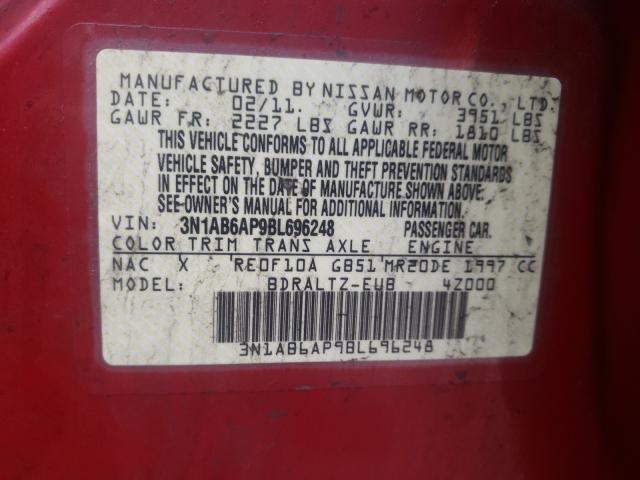 MANUFACTURED BY NISSAN MOTOR CO., LTD.
DATE: 02/11. GVWR: 3951 LBS
GAWR FR: 2227 LBS GAWR RR: 1810 LBS
THIS VEHICLE CONFORMS TO ALL APPLICABLE FEDERAL MOTOR
VEHICLE SAFETY, BUMPER AND THEFT PREVENTION STANDARDS
IN EFFECT ON THE DATE OF MANUFACTURE SHOWN ABOVE.
SEE OWNER'S MANUAL FOR ADDITIONAL INFORMATION.
VIN: 3N1AB6AP9BL696248 PASSENGER CAR.
COLOR TRIM TRANS AXLE ENGINE
NAC X RE0F10A GB51 MR20DE 1997 CC
MODEL: BDRALTZ-EUB 4Z000
3N1AB6AP9BL696248